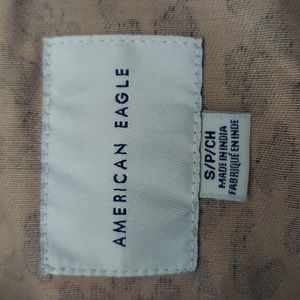 AMERICAN EAGLE
S/P/CH
MADE IN INDIA
FABRIQUÉ EN INDE